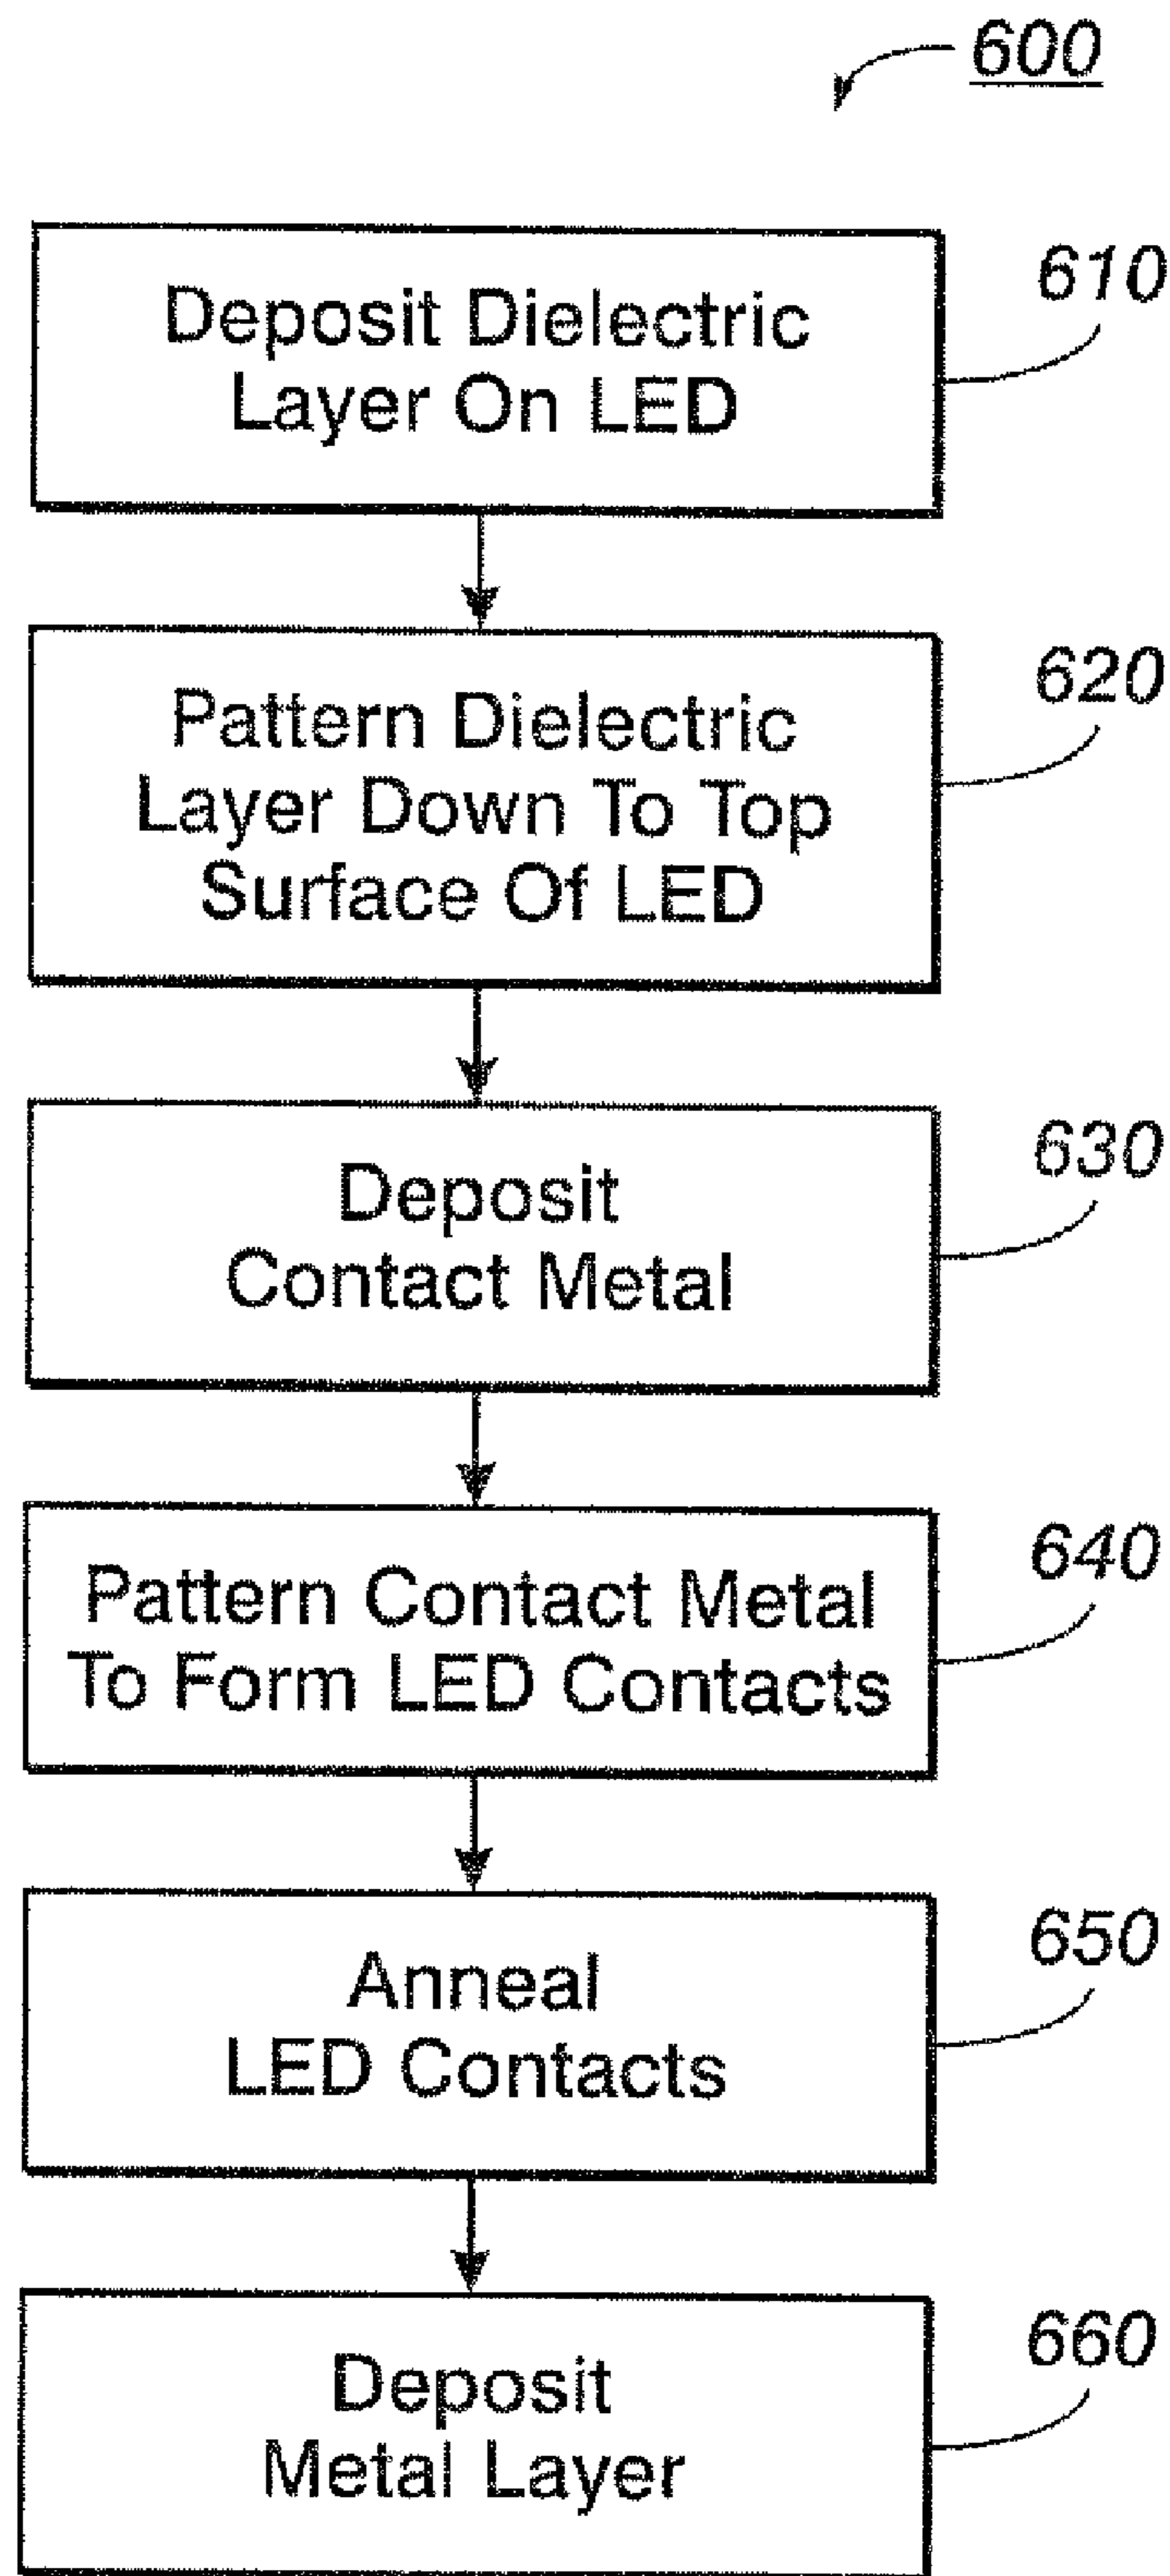 600
Deposit Dielectric
Layer On LED
610
Pattern Dielectric
Layer Down To Top
Surface Of LED
620
Deposit
Contact Metal
630
Pattern Contact Metal
To Form LED Contacts
640
Anneal
LED Contacts
650
Deposit
Metal Layer
660